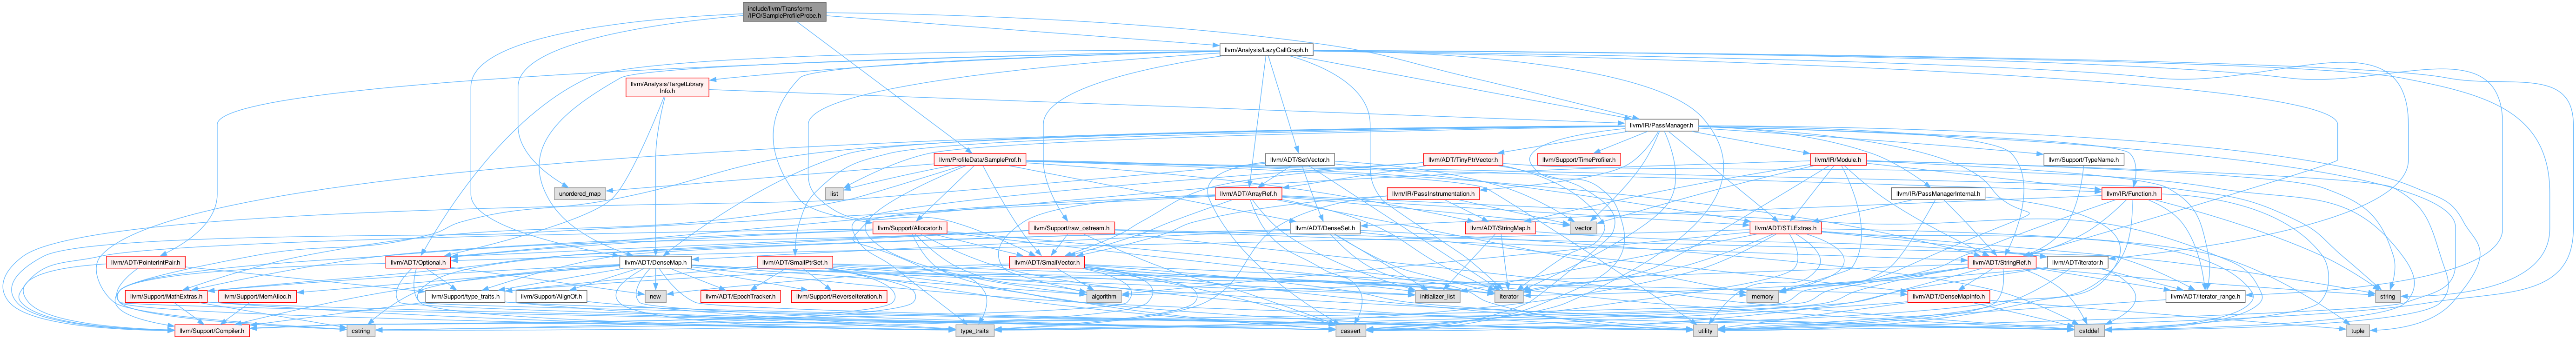 include/llvm/Transforms
/IPO/SampleProfileProbe.h
llvm/Analysis/LazyCallGraph.h
llvm/Analysis/TargetLibrary
Info.h
llvm/IR/PassManager.h
llvm/ProfileData/SampleProf.h
llvm/ADT/SetVector.h
llvm/ADT/TinyPtrVector.h
llvm/Support/TimeProfiler.h
llvm/IR/Module.h
llvm/Support/TypeName.h
unordered_map
list
llvm/ADT/ArrayRef.h
llvm/IR/PassInstrumentation.h
llvm/IR/PassManagerInternal.h
llvm/IR/Function.h
llvm/Support/Allocator.h
llvm/Support/raw_ostream.h
llvm/ADT/DenseSet.h
llvm/ADT/StringMap.h
vector
llvm/ADT/STLExtras.h
llvm/ADT/PointerIntPair.h
llvm/ADT/Optional.h
llvm/ADT/DenseMap.h
llvm/ADT/SmallPtrSet.h
llvm/ADT/SmallVector.h
llvm/ADT/StringRef.h
llvm/ADT/iterator.h
llvm/Support/MathExtras.h
llvm/Support/MemAlloc.h
llvm/Support/type_traits.h
llvm/Support/AlignOf.h
new
llvm/ADT/EpochTracker.h
llvm/Support/ReverseIteration.h
algorithm
initializer_list
iterator
memory
llvm/ADT/DenseMapInfo.h
llvm/ADT/iterator_range.h
string
llvm/Support/Compiler.h
cstring
type_traits
cassert
utility
cstddef
tuple